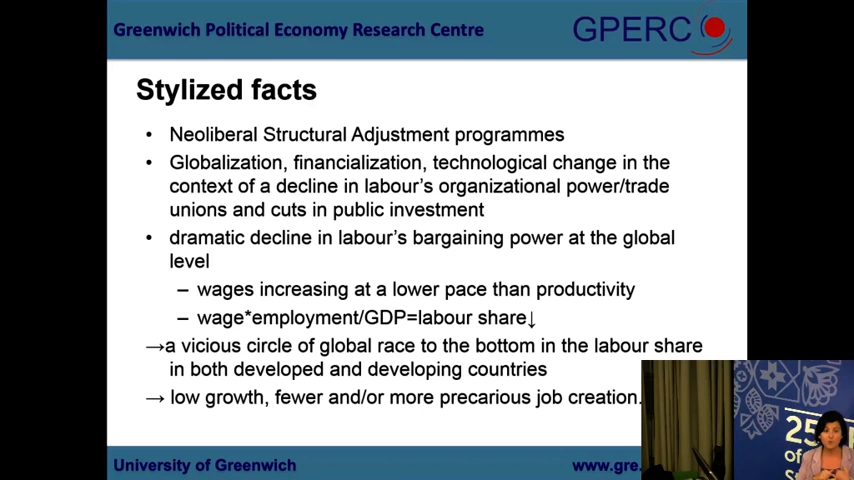 Greenwich Political Economy Research Centre
GPERC
Stylized facts
• Neoliberal Structural Adjustment programmes
• Globalization, financialization, technological change in the
context of a decline in labour's organizational power/trade
unions and cuts in public investment
• dramatic decline in labour's bargaining power at the global
level
– wages increasing at a lower pace than productivity
– wage*employment/GDP=labour share↓
→a vicious circle of global race to the bottom in the labour share
in both developed and developing countries
→ low growth, fewer and/or more precarious job creation.
University of Greenwich
www.gre.
25